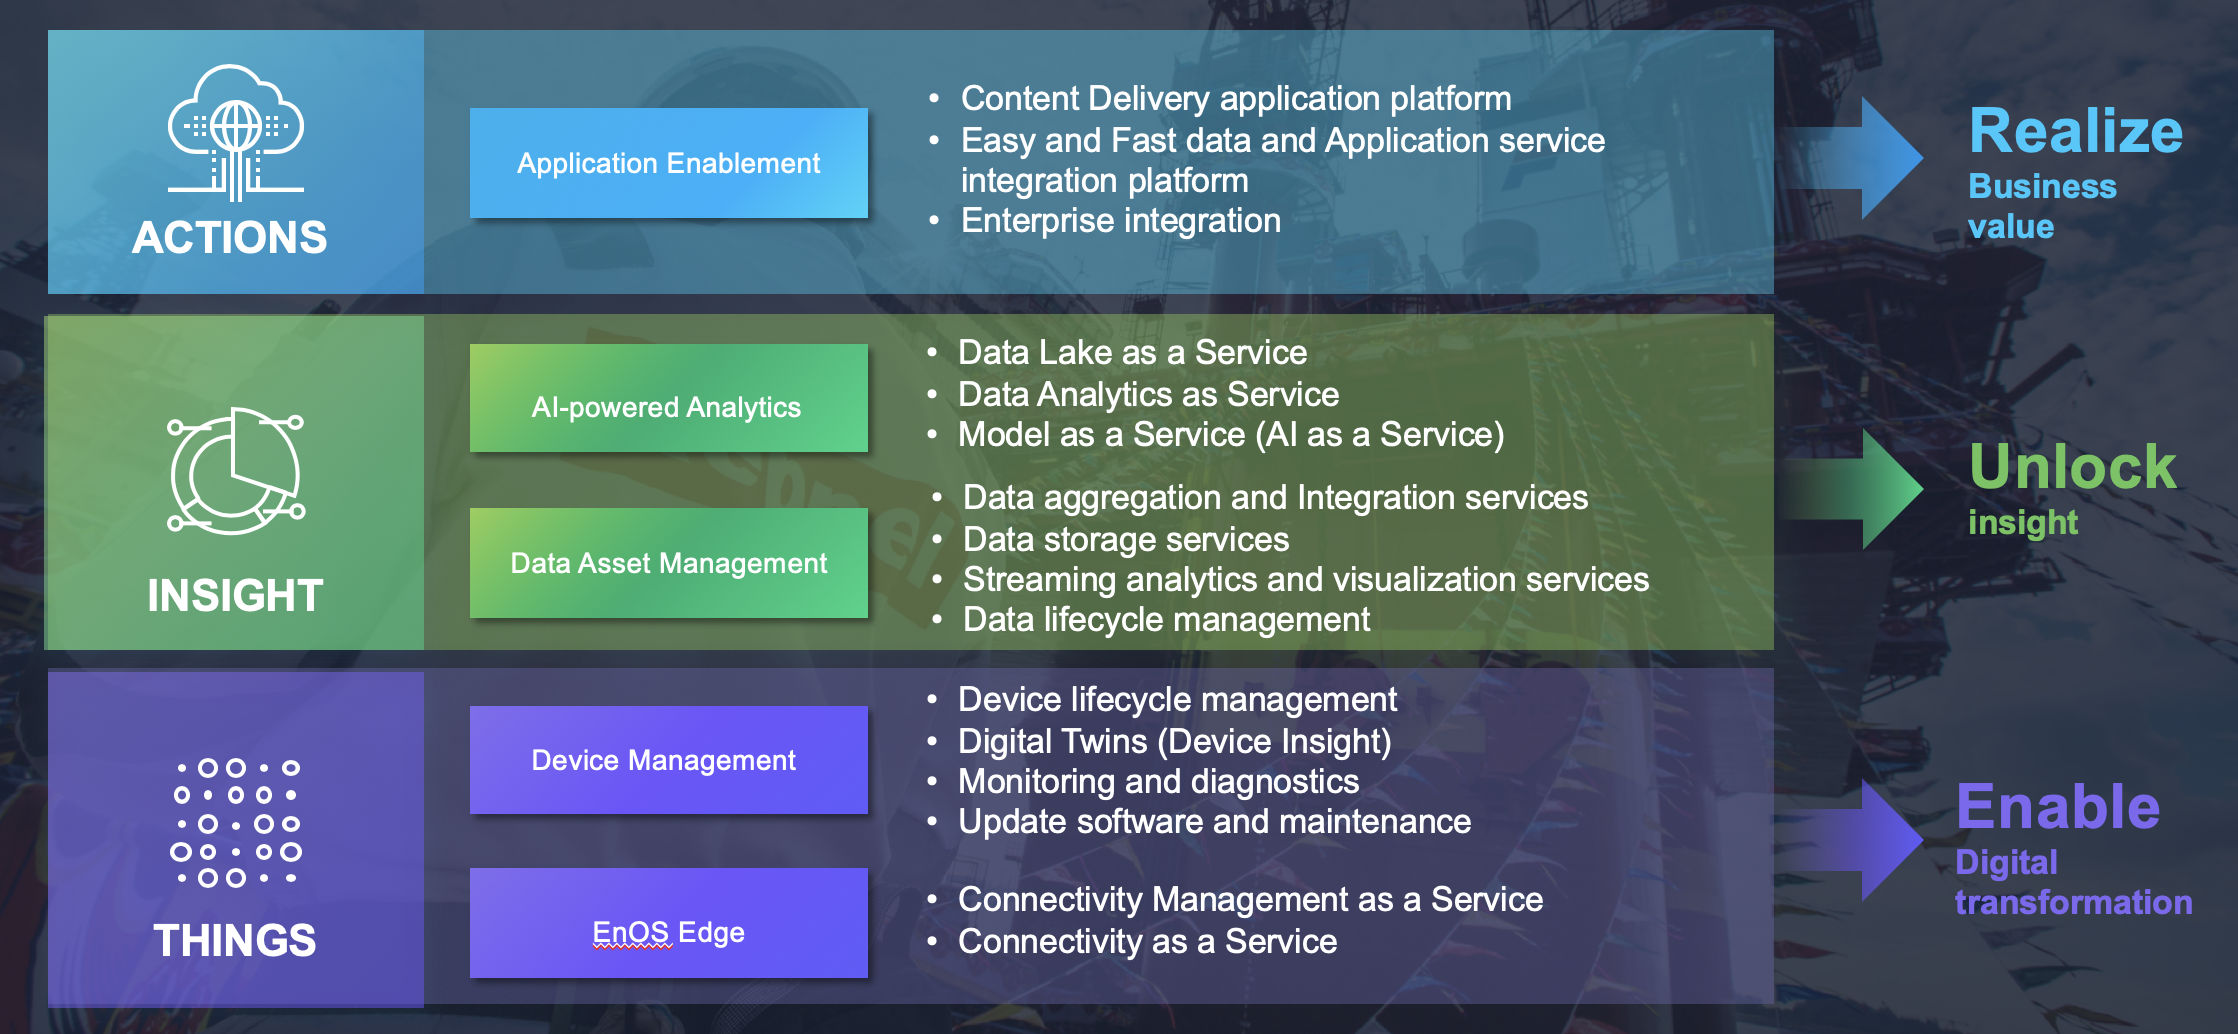 ACTIONS
Application Enablement
• Content Delivery application platform
• Easy and Fast data and Application service
integration platform
• Enterprise integration
Realize
Business
value
INSIGHT
AI-powered Analytics
• Data Lake as a Service
• Data Analytics as Service
• Model as a Service (AI as a Service)
Data Asset Management
• Data aggregation and Integration services
• Data storage services
• Streaming analytics and visualization services
• Data lifecycle management
Unlock
insight
THINGS
Device Management
• Device lifecycle management
• Digital Twins (Device Insight)
• Monitoring and diagnostics
• Update software and maintenance
EnOS Edge
• Connectivity Management as a Service
• Connectivity as a Service
Enable
Digital
transformation